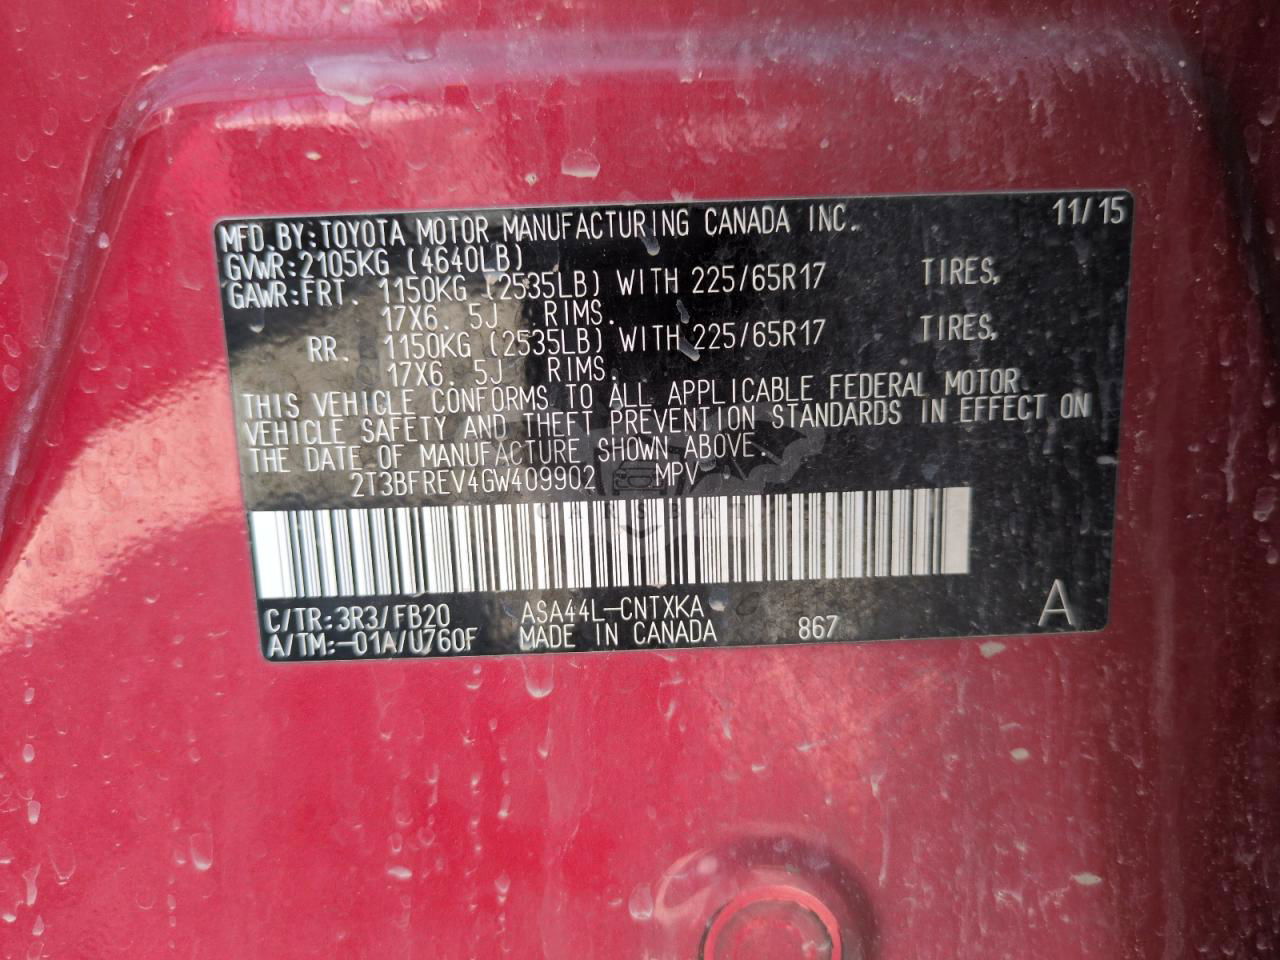 MFD.BY:TOYOTA MOTOR MANUFACTURING CANADA INC. 11/15
GVWR:2105KG (4640LB)
GAWR:FRT. 1150KG (2535LB) WITH 225/65R17 TIRES,
17X6. 5J RIMS.
RR. 1150KG (2535LB) WITH 225/65R17 TIRES,
17X6. 5J RIMS.
THIS VEHICLE CONFORMS TO ALL APPLICABLE FEDERAL MOTOR
VEHICLE SAFETY AND THEFT PREVENTION STANDARDS IN EFFECT ON
THE DATE OF MANUFACTURE SHOWN ABOVE.
2T3BFREV4GW409902 MPV
C/TR:3R3/FB20 ASA44L-CNTXKA A
A/TM:-01A/U760F MADE IN CANADA 867